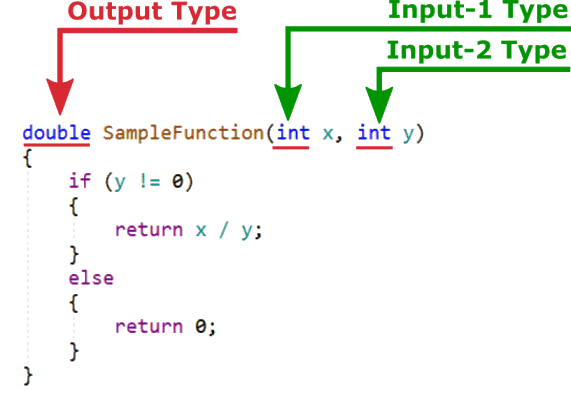 Output Type
Input-1 Type
Input-2 Type
double SampleFunction(int x, int y)
{
if (y != 0)
{
return x / y;
}
else
{
return 0;
}
}